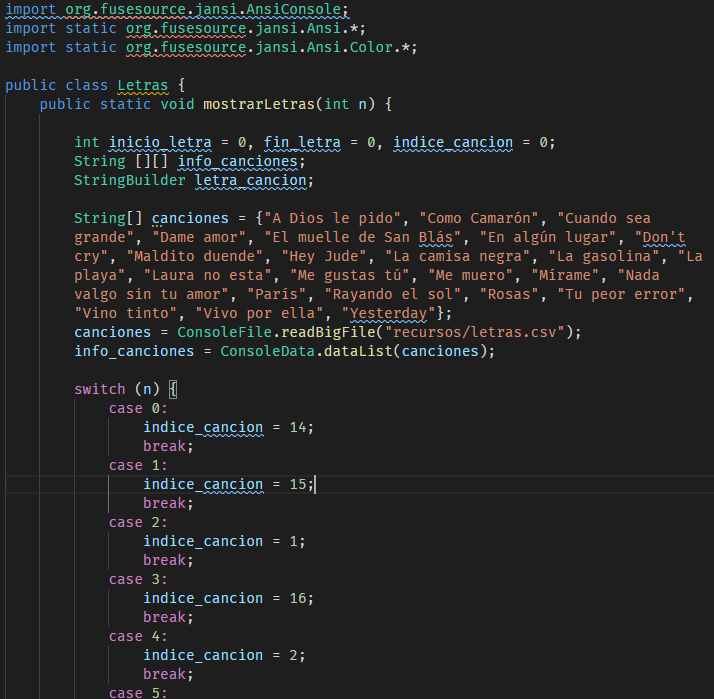 import org.fusesource.jansi.AnsiConsole;
import static org.fusesource.jansi.Ansi.*;
import static org.fusesource.jansi.Ansi.Color.*;
public class Letras {
public static void mostrarLetras(int n) {
int inicio_letra = 0, fin_letra = 0, indice_cancion = 0;
String [][] info_canciones;
StringBuilder letra_cancion;
String[] canciones = {"A Dios le pido", "Como Camarón", "Cuando sea
grande", "Dame amor", "El muelle de San Blás", "En algún lugar", "Don't
cry", "Maldito duende", "Hey Jude", "La camisa negra", "La gasolina", "La
playa", "Laura no esta", "Me gustas tú", "Me muero", "Mírame", "Nada
valgo sin tu amor", "París", "Rayando el sol", "Rosas", "Tu peor error",
"Vino tinto", "Vivo por ella", "Yesterday"};
canciones = ConsoleFile.readBigFile("recursos/letras.csv");
info_canciones = ConsoleData.dataList(canciones);
switch (n) {
case 0:
indice_cancion = 14;
break;
case 1:
indice_cancion = 15;
break;
case 2:
indice_cancion = 1;
break;
case 3:
indice_cancion = 16;
break;
case 4:
indice_cancion = 2;
break;
case 5: